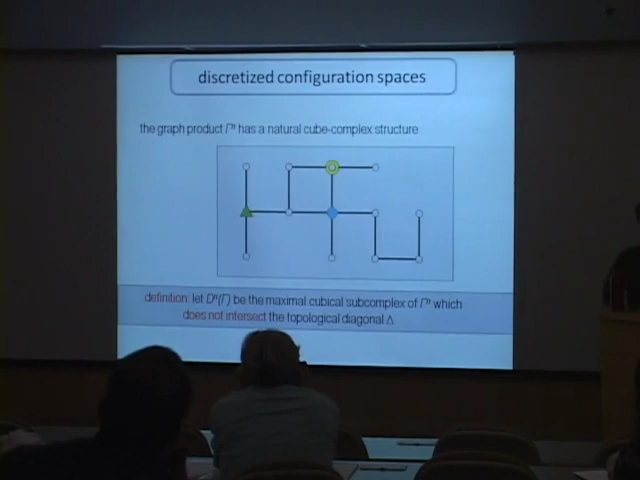 discretized configuration spaces
the graph product Γⁿ has a natural cube-complex structure
definition: let Dⁿ(Γ) be the maximal cubical subcomplex of Γⁿ which
does not intersect the topological diagonal Δ